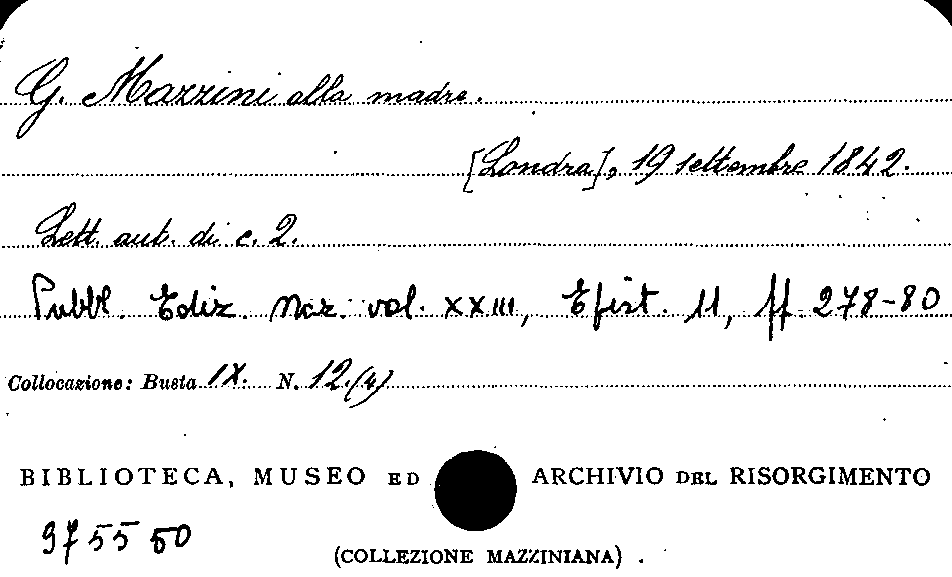 G. Mazzini alla madre.
[Londra], 19 settembre 1842.
Lett. aut. di c. 2.
Pubbl. Ediz. Naz. vol. XXIII, Epist. 11, pp. 278-80
Collocazione: Busta IX. N. 12.(4)
BIBLIOTECA, MUSEO ED ARCHIVIO DEL RISORGIMENTO
975550
(COLLEZIONE MAZZINIANA).